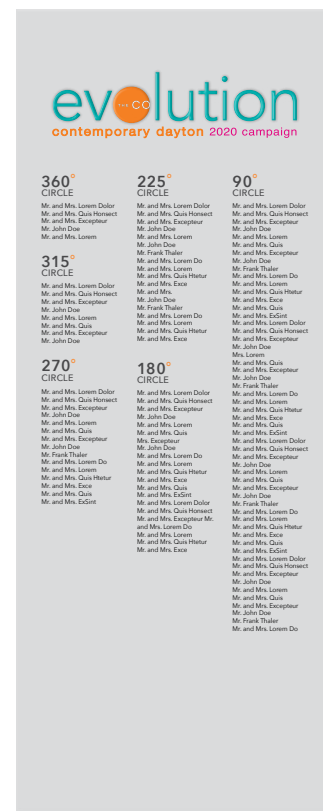 evolution
THE CO
contemporary dayton 2020 campaign
360°
CIRCLE
Mr. and Mrs. Lorem Dolor
Mr. and Mrs. Quis Honsect
Mr. and Mrs. Excepteur
Mr. John Doe
Mr. and Mrs. Lorem
315°
CIRCLE
Mr. and Mrs. Lorem Dolor
Mr. and Mrs. Quis Honsect
Mr. and Mrs. Excepteur
Mr. John Doe
Mr. and Mrs. Lorem
Mr. and Mrs. Quis
Mr. and Mrs. Excepteur
Mr. John Doe
270°
CIRCLE
Mr. and Mrs. Lorem Dolor
Mr. and Mrs. Quis Honsect
Mr. and Mrs. Excepteur
Mr. John Doe
Mr. and Mrs. Lorem
Mr. and Mrs. Quis
Mr. and Mrs. Excepteur
Mr. John Doe
Mr. Frank Thaler
Mr. and Mrs. Lorem Do
Mr. and Mrs. Lorem
Mr. and Mrs. Quis Htetur
Mr. and Mrs. Exce
Mr. and Mrs. Quis
Mr. and Mrs. ExSint
225°
CIRCLE
Mr. and Mrs. Lorem Dolor
Mr. and Mrs. Quis Honsect
Mr. and Mrs. Excepteur
Mr. John Doe
Mr. and Mrs. Lorem
Mr. John Doe
Mr. Frank Thaler
Mr. and Mrs. Lorem Do
Mr. and Mrs. Lorem
Mr. and Mrs. Quis Htetur
Mr. and Mrs. Exce
Mr. and Mrs.
Mr. John Doe
Mr. Frank Thaler
Mr. and Mrs. Lorem Do
Mr. and Mrs. Lorem
Mr. and Mrs. Quis Htetur
Mr. and Mrs. Exce
180°
CIRCLE
Mr. and Mrs. Lorem Dolor
Mr. and Mrs. Quis Honsect
Mr. and Mrs. Excepteur
Mr. John Doe
Mr. and Mrs. Lorem
Mr. and Mrs. Quis
Mrs. Excepteur
Mr. John Doe
Mr. and Mrs. Lorem Do
Mr. and Mrs. Lorem
Mr. and Mrs. Quis Htetur
Mr. and Mrs. Exce
Mr. and Mrs. Quis
Mr. and Mrs. ExSint
Mr. and Mrs. Lorem Dolor
Mr. and Mrs. Quis Honsect
Mr. and Mrs. Excepteur Mr.
and Mrs. Lorem Do
Mr. and Mrs. Lorem
Mr. and Mrs. Quis Htetur
Mr. and Mrs. Exce
90°
CIRCLE
Mr. and Mrs. Lorem Dolor
Mr. and Mrs. Quis Honsect
Mr. and Mrs. Excepteur
Mr. John Doe
Mr. and Mrs. Lorem
Mr. and Mrs. Quis
Mr. and Mrs. Excepteur
Mr. John Doe
Mr. Frank Thaler
Mr. and Mrs. Lorem Do
Mr. and Mrs. Lorem
Mr. and Mrs. Quis Htetur
Mr. and Mrs. Exce
Mr. and Mrs. Quis
Mr. and Mrs. ExSint
Mr. and Mrs. Lorem Dolor
Mr. and Mrs. Quis Honsect
Mr. and Mrs. Excepteur
Mr. John Doe
Mrs. Lorem
Mr. and Mrs. Quis
Mr. and Mrs. Excepteur
Mr. John Doe
Mr. Frank Thaler
Mr. and Mrs. Lorem Do
Mr. and Mrs. Lorem
Mr. and Mrs. Quis Htetur
Mr. and Mrs. Exce
Mr. and Mrs. Quis
Mr. and Mrs. ExSint
Mr. and Mrs. Lorem Dolor
Mr. and Mrs. Quis Honsect
Mr. and Mrs. Excepteur
Mr. John Doe
Mr. and Mrs. Lorem
Mr. and Mrs. Quis
Mr. and Mrs. Excepteur
Mr. John Doe
Mr. Frank Thaler
Mr. and Mrs. Lorem Do
Mr. and Mrs. Lorem
Mr. and Mrs. Quis Htetur
Mr. and Mrs. Exce
Mr. and Mrs. Quis
Mr. and Mrs. ExSint
Mr. and Mrs. Lorem Dolor
Mr. and Mrs. Quis Honsect
Mr. and Mrs. Excepteur
Mr. John Doe
Mr. and Mrs. Lorem
Mr. and Mrs. Quis
Mr. and Mrs. Excepteur
Mr. John Doe
Mr. Frank Thaler
Mr. and Mrs. Lorem Do